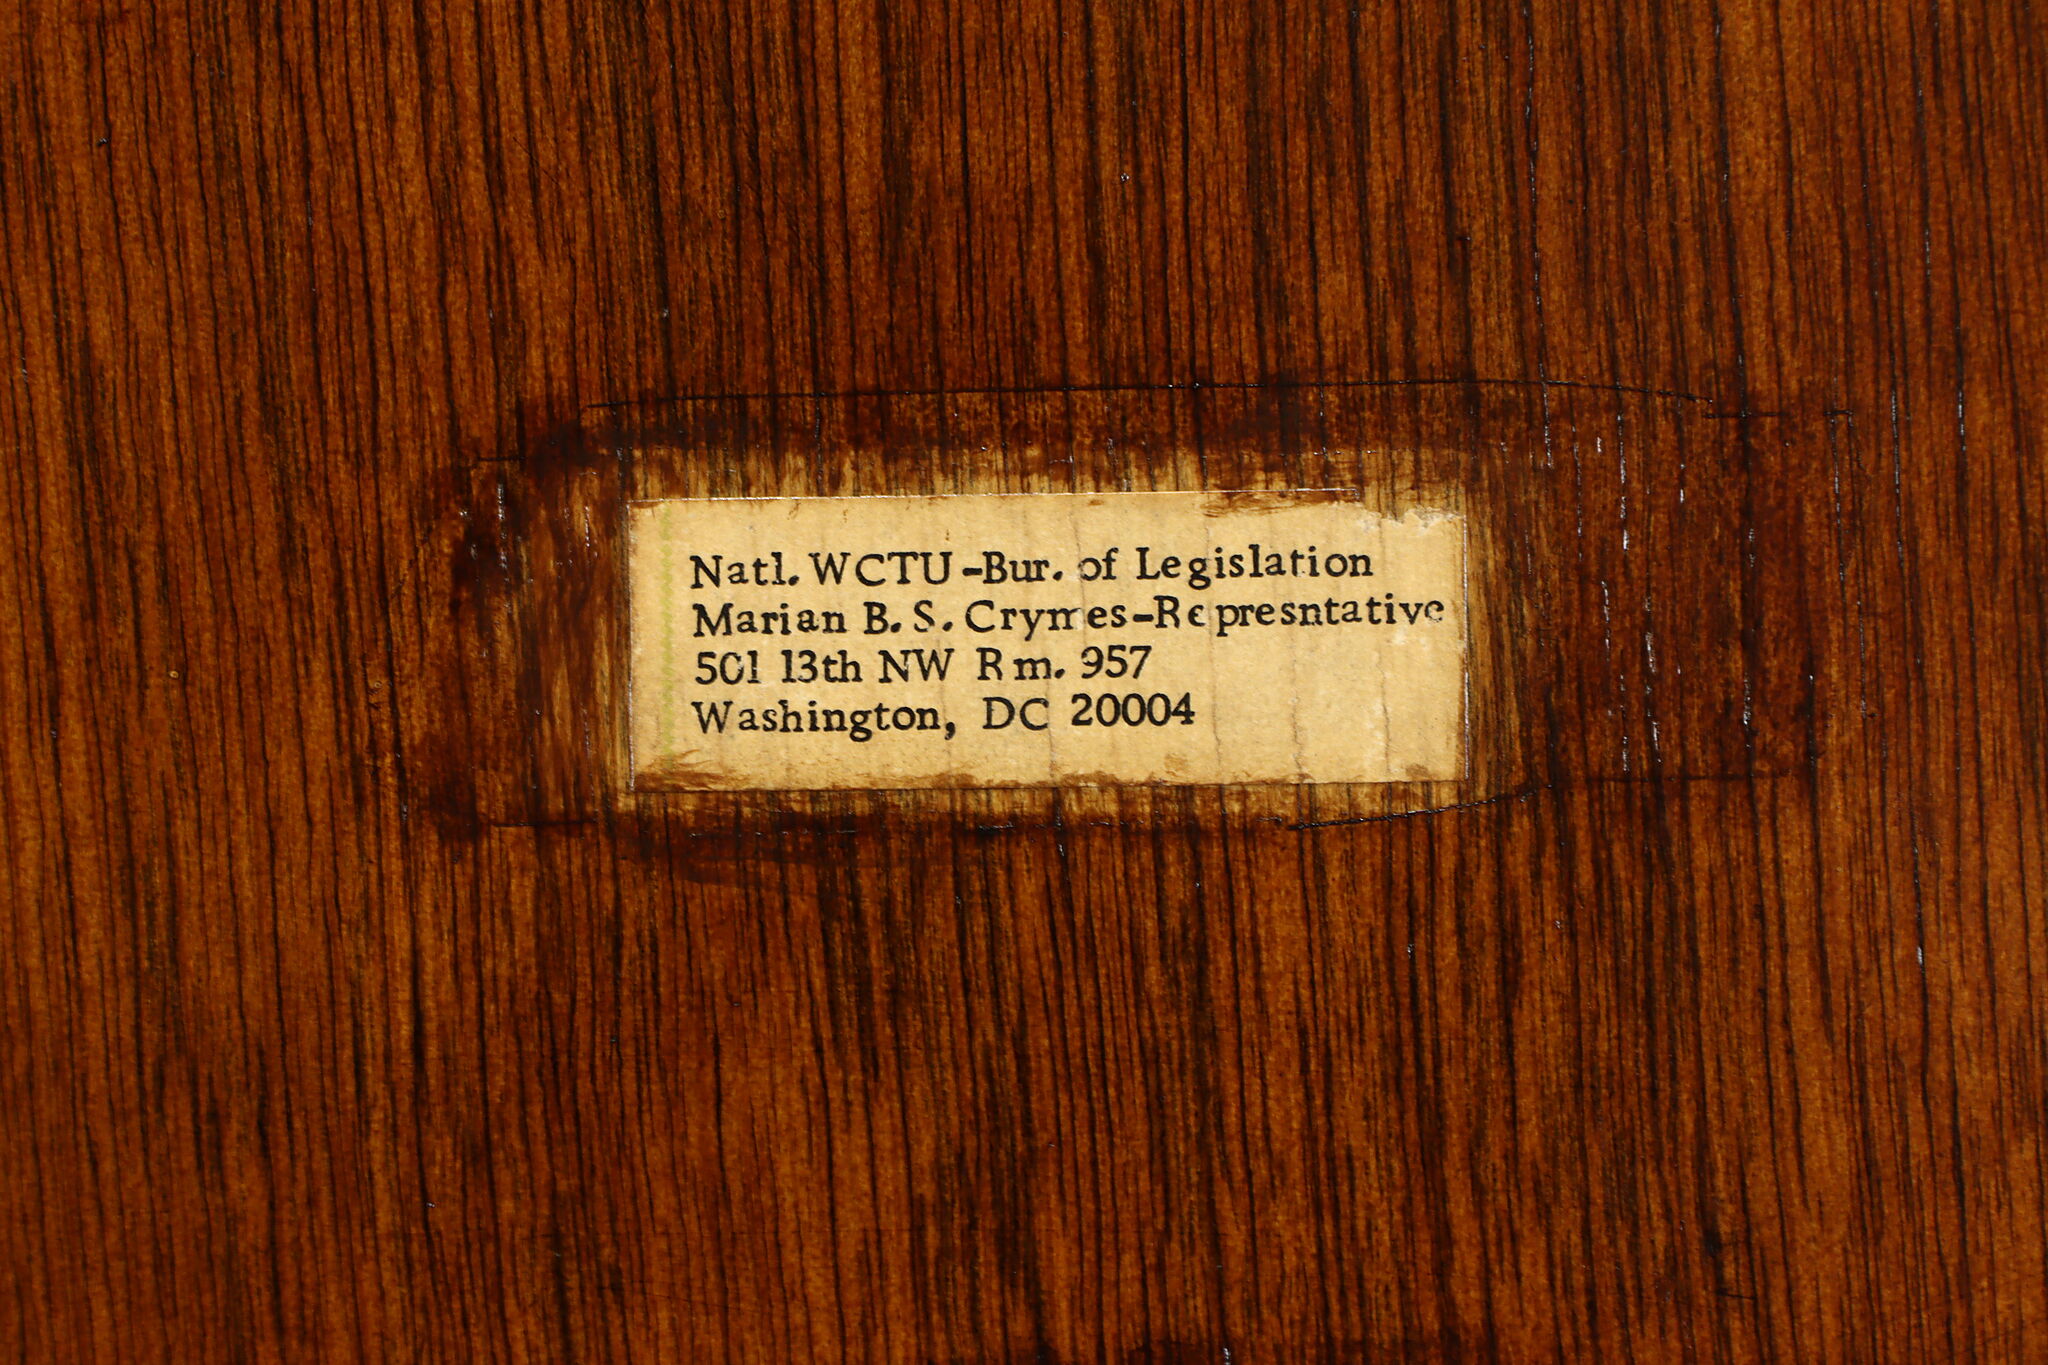 Natl. WCTU-Bur. of Legislation
Marian B. S. Crymes-Represntative
501 13th NW Rm. 957
Washington, DC 20004